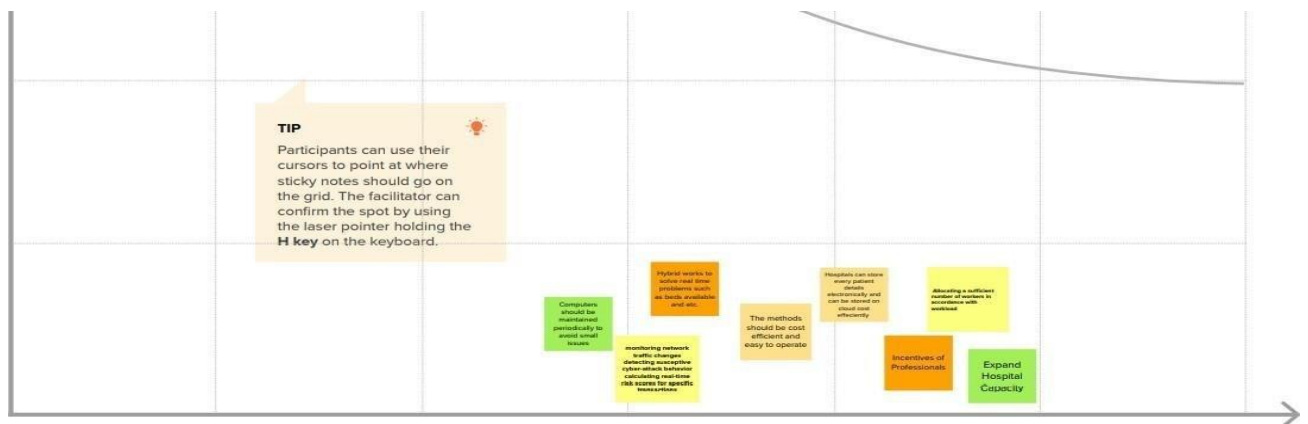 TIP
Participants can use their
cursors to point at where
sticky notes should go on
the grid. The facilitator can
confirm the spot by using
the laser pointer holding the
H key on the keyboard.
Computers
should be
maintained
periodically to
avoid small
issues
Hybrid works to
solve real time
problems such
as beds available
and etc.
monitoring network
traffic changes
detecting susceptive
cyber-attack behavior
calculating real-time
risk scores for specific
transactions
The methods
should be cost
efficient and
easy to operate
Hospitals can store
every patient
details
electronically and
can be stored on
cloud cost
effeciently
Allocating a sufficient
number of workers in
accordance with
workload
Incentives of
Professionals
Expand
Hospital
Capacity